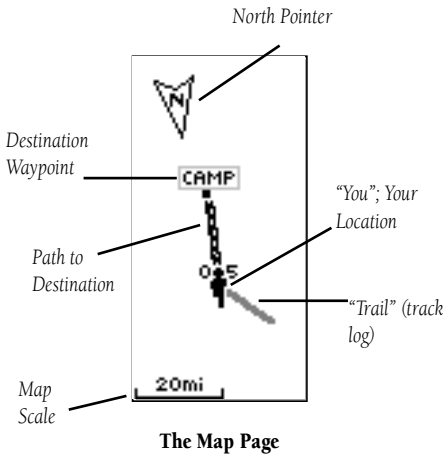 North Pointer
N
Destination
Waypoint
CAMP
“You”; Your
Location
Path to
Destination
0 5
“Trail” (track
log)
Map
Scale
20mi
The Map Page